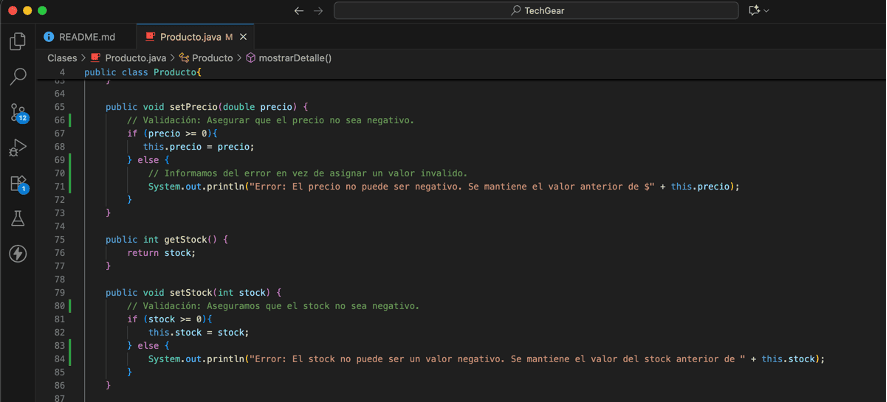 TechGear
README.md
Producto.java M
Clases > Producto.java > Producto > mostrarDetalle()
4 public class Producto{
63 }
64
65 public void setPrecio(double precio) {
66 // Validación: Asegurar que el precio no sea negativo.
67 if (precio >= 0){
68 this.precio = precio;
69 } else {
70 // Informamos del error en vez de asignar un valor invalido.
71 System.out.println("Error: El precio no puede ser negativo. Se mantiene el valor anterior de $" + this.precio);
72 }
73 }
74
75 public int getStock() {
76 return stock;
77 }
78
79 public void setStock(int stock) {
80 // Validación: Aseguramos que el stock no sea negativo.
81 if (stock >= 0){
82 this.stock = stock;
83 } else {
84 System.out.println("Error: El stock no puede ser un valor negativo. Se mantiene el valor del stock anterior de " + this.stock);
85 }
86 }
87
12
1